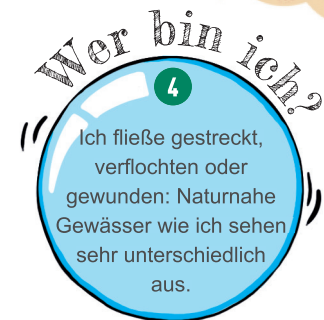 Wer bin ich?
4
Ich fließe gestreckt,
verflochten oder
gewunden: Naturnahe
Gewässer wie ich sehen
sehr unterschiedlich
aus.